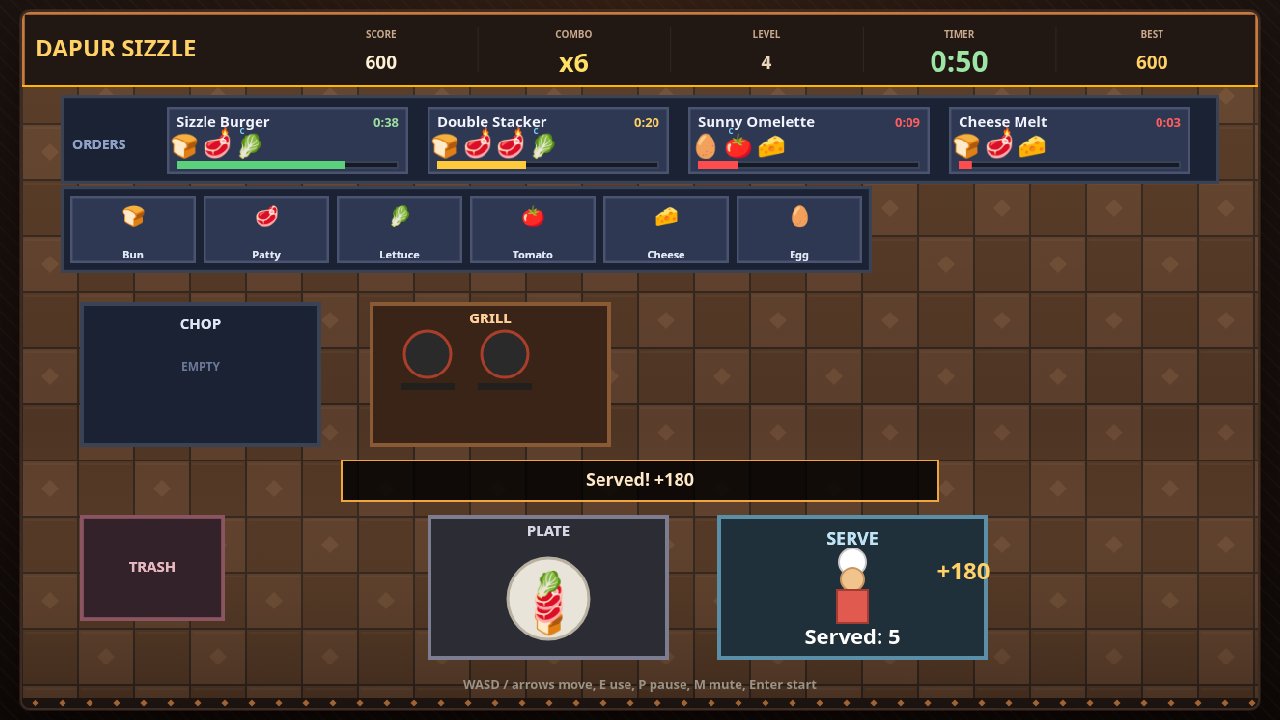 DAPUR SIZZLE
SCORE
600
COMBO
x6
LEVEL
4
TIMER
0:50
BEST
600
ORDERS
Sizzle Burger 0:38
c
Double Stacker 0:20
c
Sunny Omelette 0:09
c
Cheese Melt 0:03
Bun
Patty
Lettuce
Tomato
Cheese
Egg
CHOP
EMPTY
GRILL
Served! +180
TRASH
PLATE
SERVE
+180
Served: 5
WASD / arrows move, E use, P pause, M mute, Enter start